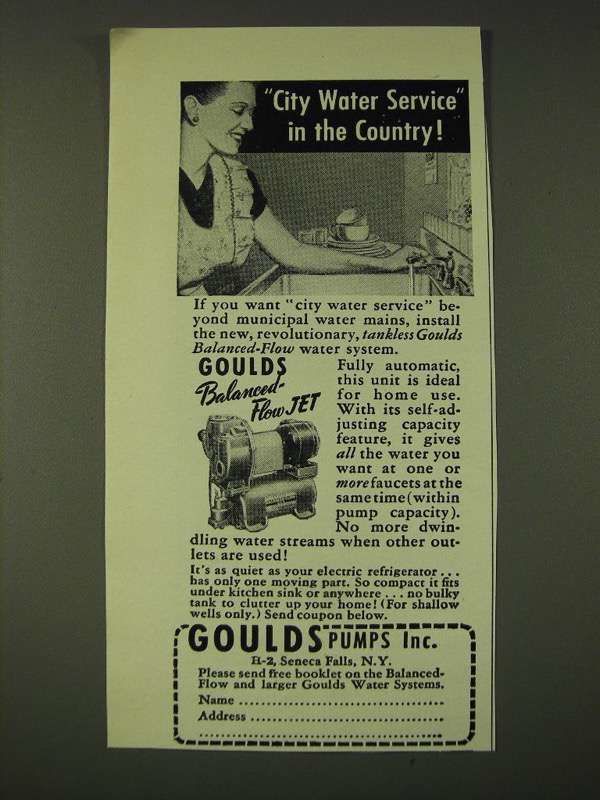 "City Water Service"
in the Country!
If you want "city water service" be-
yond municipal water mains, install
the new, revolutionary, tankless Goulds
Balanced-Flow water system.
GOULDS
Balanced-
Flow JET
Fully automatic,
this unit is ideal
for home use.
With its self-ad-
justing capacity
feature, it gives
all the water you
want at one or
more faucets at the
same time (within
pump capacity).
No more dwin-
dling water streams when other out-
lets are used!
It's as quiet as your electric refrigerator . . .
has only one moving part. So compact it fits
under kitchen sink or anywhere . . . no bulky
tank to clutter up your home! (For shallow
wells only.) Send coupon below.
GOULDS PUMPS Inc.
H-2, Seneca Falls, N.Y.
Please send free booklet on the Balanced-
Flow and larger Goulds Water Systems.
Name
Address